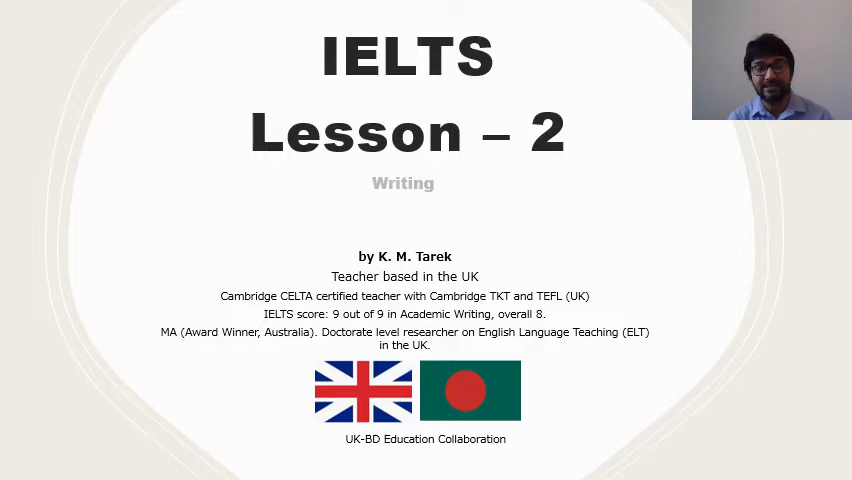 IELTS
Lesson – 2
Writing
by K. M. Tarek
Teacher based in the UK
Cambridge CELTA certified teacher with Cambridge TKT and TEFL (UK)
IELTS score: 9 out of 9 in Academic Writing, overall 8.
MA (Award Winner, Australia). Doctorate level researcher on English Language Teaching (ELT)
in the UK.
UK-BD Education Collaboration